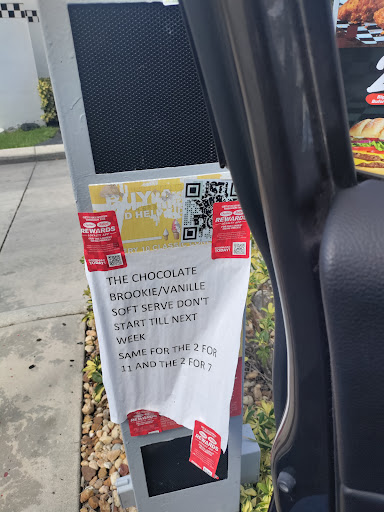 REWARDS
REWARDS
THE CHOCOLATE
BROOKIE/VANILLE
SOFT SERVE DON'T
START TILL NEXT
WEEK
SAME FOR THE 2 FOR
11 AND THE 2 FOR 7
REWARDS